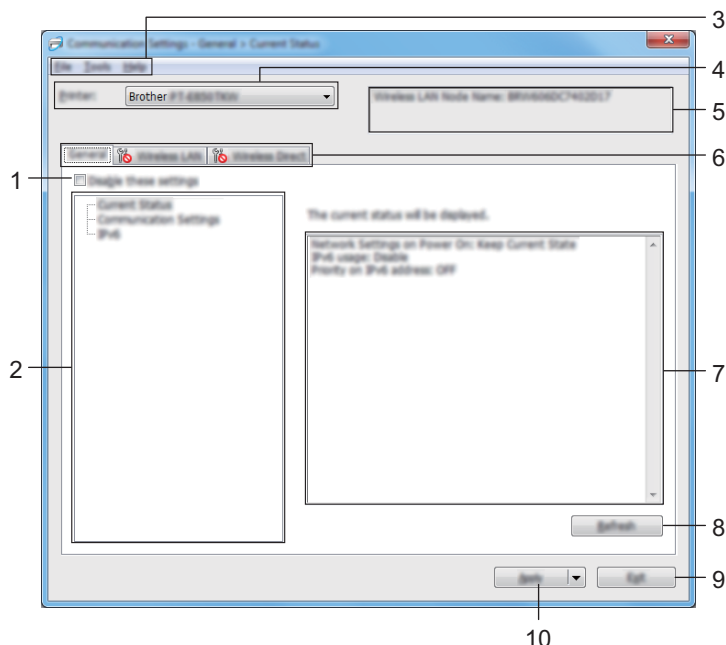 3
Communication Settings - General > Current Status
File Tools Help
4
Printer: Brother PT-E850TKW
Wireless LAN Node Name:
5
General Wireless LAN Wireless Direct
6
1
Disable these settings
Current Status
Communication Settings
IPv6
The current status will be displayed.
Network Settings on Power On: Keep Current State
IPv6 usage: Disable
Priority on IPv6 address: OFF
2
7
Refresh
8
Apply
Exit
9
10